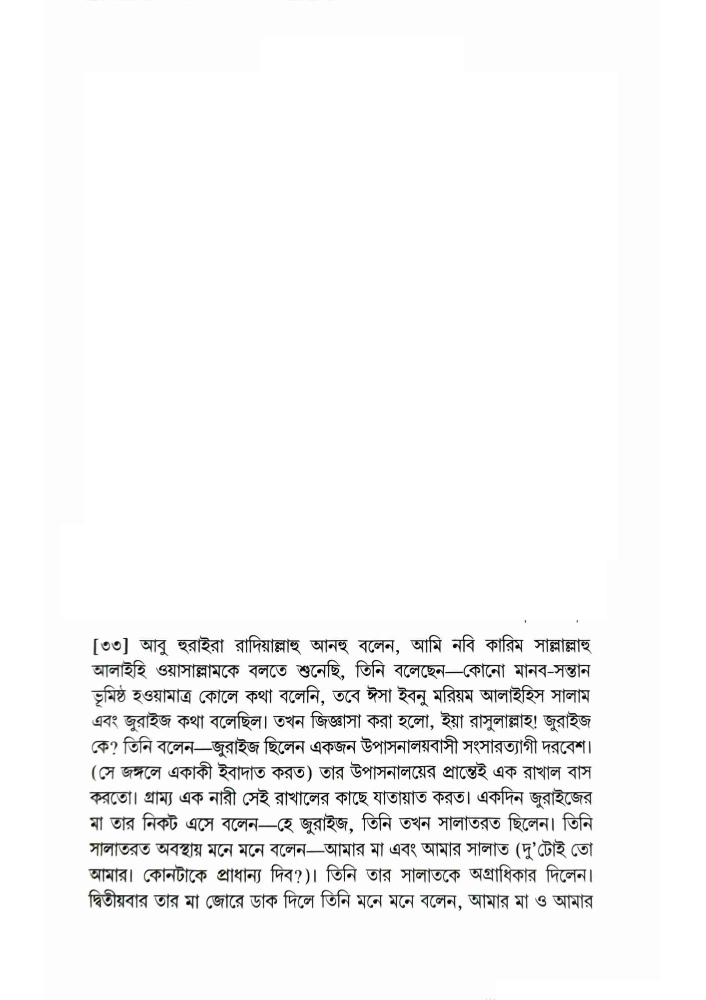 [৩৩] আবু হুরাইরা রাদিয়াল্লাহু আনহু বলেন, আমি নবি কারিম সাল্লাল্লাহু
আলাইহি ওয়াসাল্লামকে বলতে শুনেছি, তিনি বলেছেন—কোনো মানব-সন্তান
ভূমিষ্ঠ হওয়ামাত্র কোলে কথা বলেনি, তবে ঈসা ইবনু মরিয়ম আলাইহিস সালাম
এবং জুরাইজ কথা বলেছিল। তখন জিজ্ঞাসা করা হলো, ইয়া রাসুলাল্লাহ! জুরাইজ
কে? তিনি বলেন—জুরাইজ ছিলেন একজন উপাসনালয়বাসী সংসারত্যাগী দরবেশ।
(সে জঙ্গলে একাকী ইবাদাত করত) তার উপাসনালয়ের প্রান্তেই এক রাখাল বাস
করতো। গ্রাম্য এক নারী সেই রাখালের কাছে যাতায়াত করত। একদিন জুরাইজের
মা তার নিকট এসে বলেন—হে জুরাইজ, তিনি তখন সালাতরত ছিলেন। তিনি
সালাতরত অবস্থায় মনে মনে বলেন—আমার মা এবং আমার সালাত (দু’টোই তো
আমার। কোনটাকে প্রাধান্য দিব?)। তিনি তার সালাতকে অগ্রাধিকার দিলেন।
দ্বিতীয়বার তার মা জোরে ডাক দিলে তিনি মনে মনে বলেন, আমার মা ও আমার